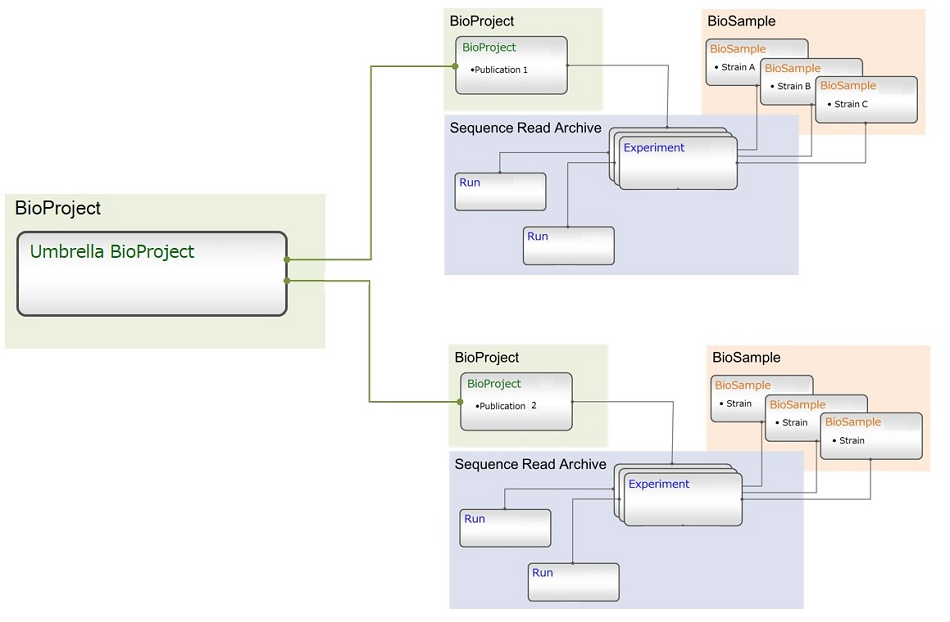 BioProject
Umbrella BioProject
BioProject
BioProject
•Publication 1
BioSample
BioSample
• Strain A
BioSample
• Strain B
BioSample
• Strain C
Sequence Read Archive
Experiment
Run
Run
BioProject
BioProject
•Publication 2
BioSample
BioSample
• Strain
BioSample
• Strain
BioSample
• Strain
Sequence Read Archive
Experiment
Run
Run